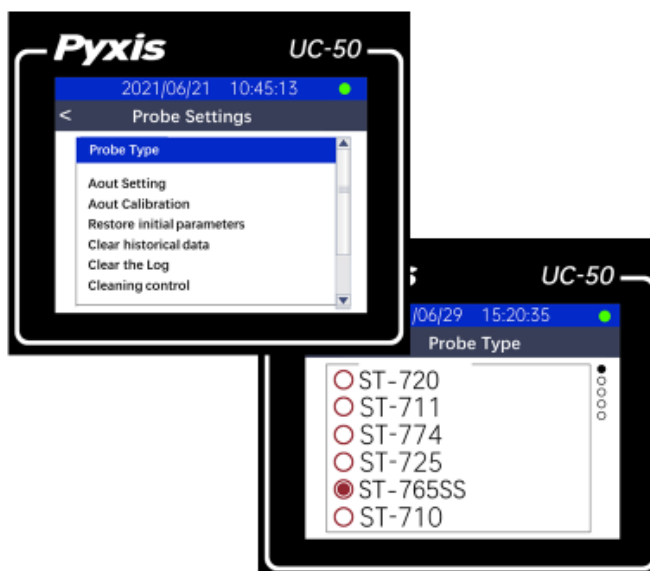 Pyxis UC-50
2021/06/21 10:45:13
< Probe Settings
Probe Type
Aout Setting
Aout Calibration
Restore initial parameters
Clear historical data
Clear the Log
Cleaning control
UC-50
/06/29 15:20:35
Probe Type
ST-720
ST-711
ST-774
ST-725
ST-765SS
ST-710